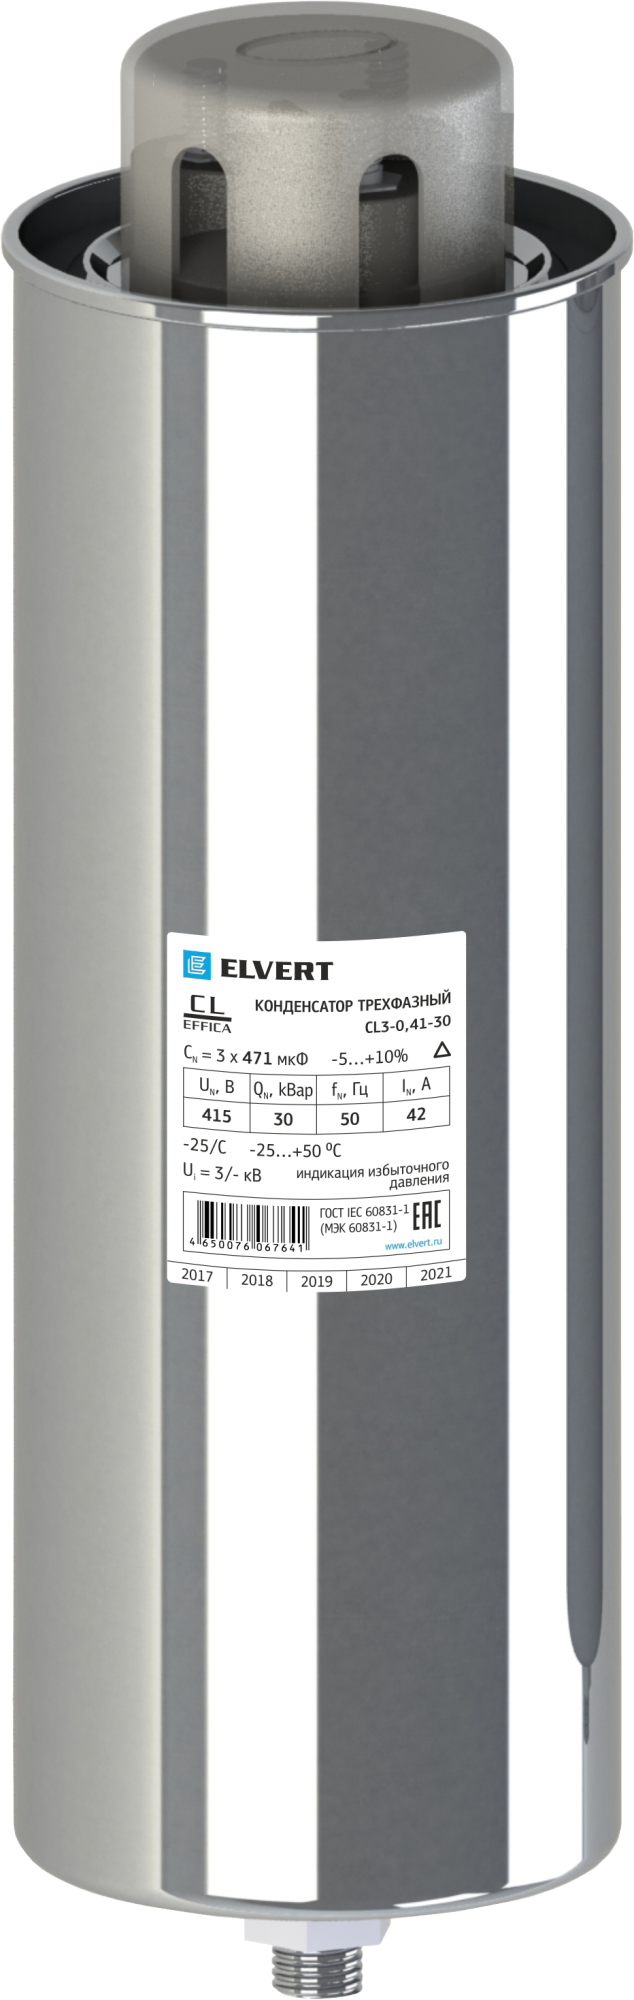 ELVERT
CL
EFFICA
КОНДЕНСАТОР ТРЕХФАЗНЫЙ
CL3-0,41-30
CN = 3 x 471 мкФ -5...+10%
UN, В QN, kВар fN, Гц IN, А
415 30 50 42
-25/C -25...+50 ⁰С
Ui = 3/- кВ
индикация избыточного
давления
4 650076 067641
ГОСТ IEC 60831-1
(МЭК 60831-1)
EAC
www.elvert.ru
2017 2018 2019 2020 2021